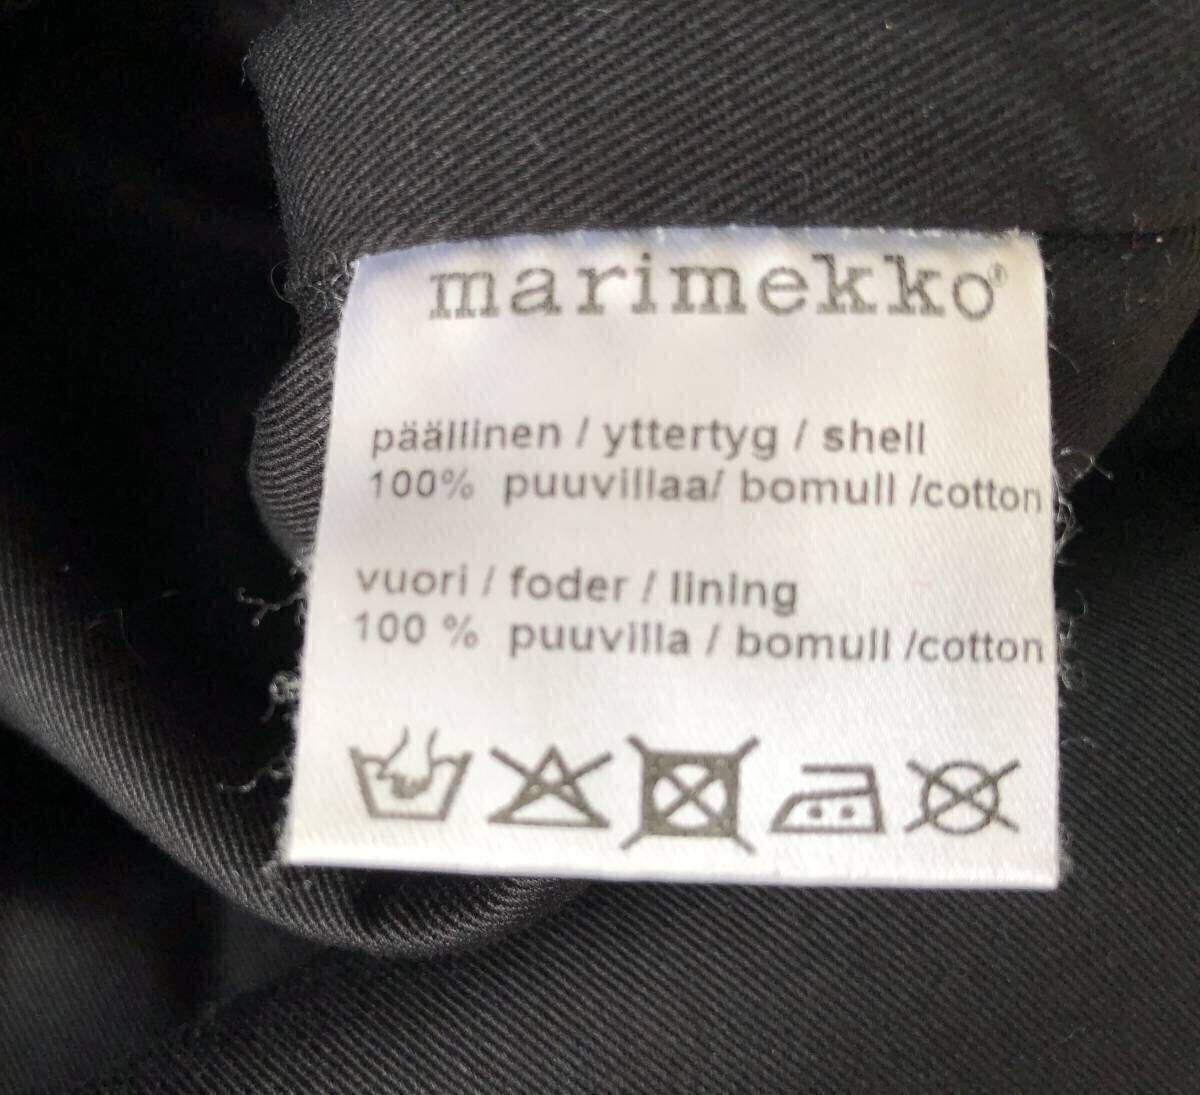 marimekko®
päällinen / yttertyg / shell
100% puuvillaa/ bomull /cotton
vuori / foder / lining
100 % puuvilla / bomull /cotton